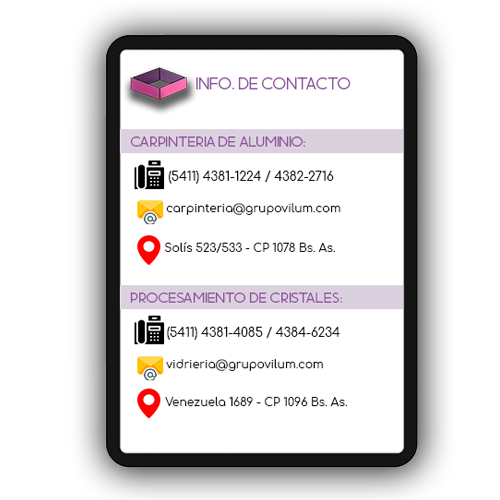 INFO. DE CONTACTO
CARPINTERIA DE ALUMINIO:
(5411) 4381-1224 / 4382-2716
carpinteria@grupovilum.com
Solís 523/533 - CP 1078 Bs. As.
PROCESAMIENTO DE CRISTALES:
(5411) 4381-4085 / 4384-6234
vidrieria@grupovilum.com
Venezuela 1689 - CP 1096 Bs. As.